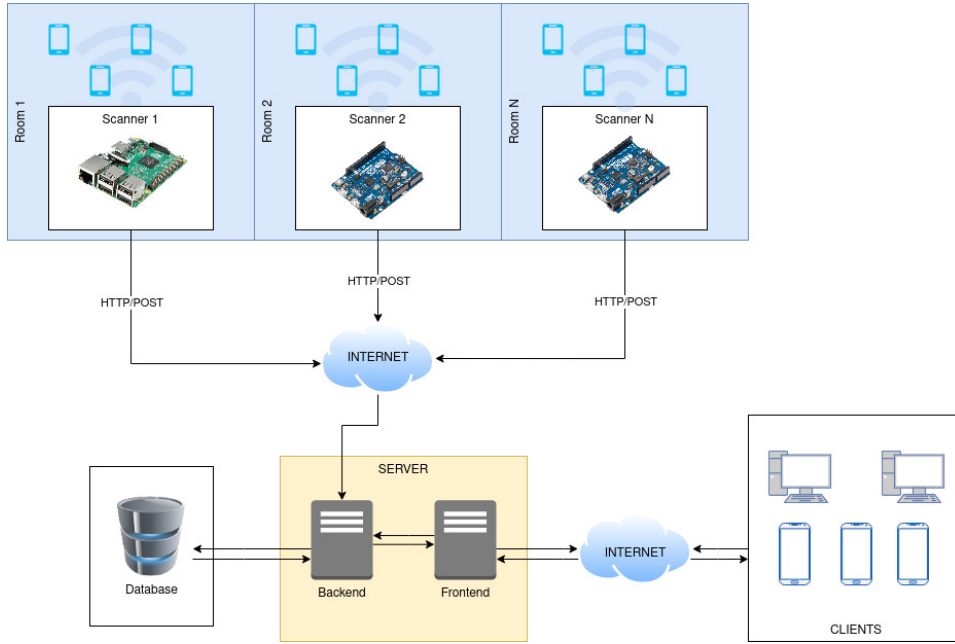 Room 1
Scanner 1
Room 2
Scanner 2
Room N
Scanner N
HTTP/POST
HTTP/POST
HTTP/POST
INTERNET
SERVER
Database
Backend
Frontend
INTERNET
CLIENTS